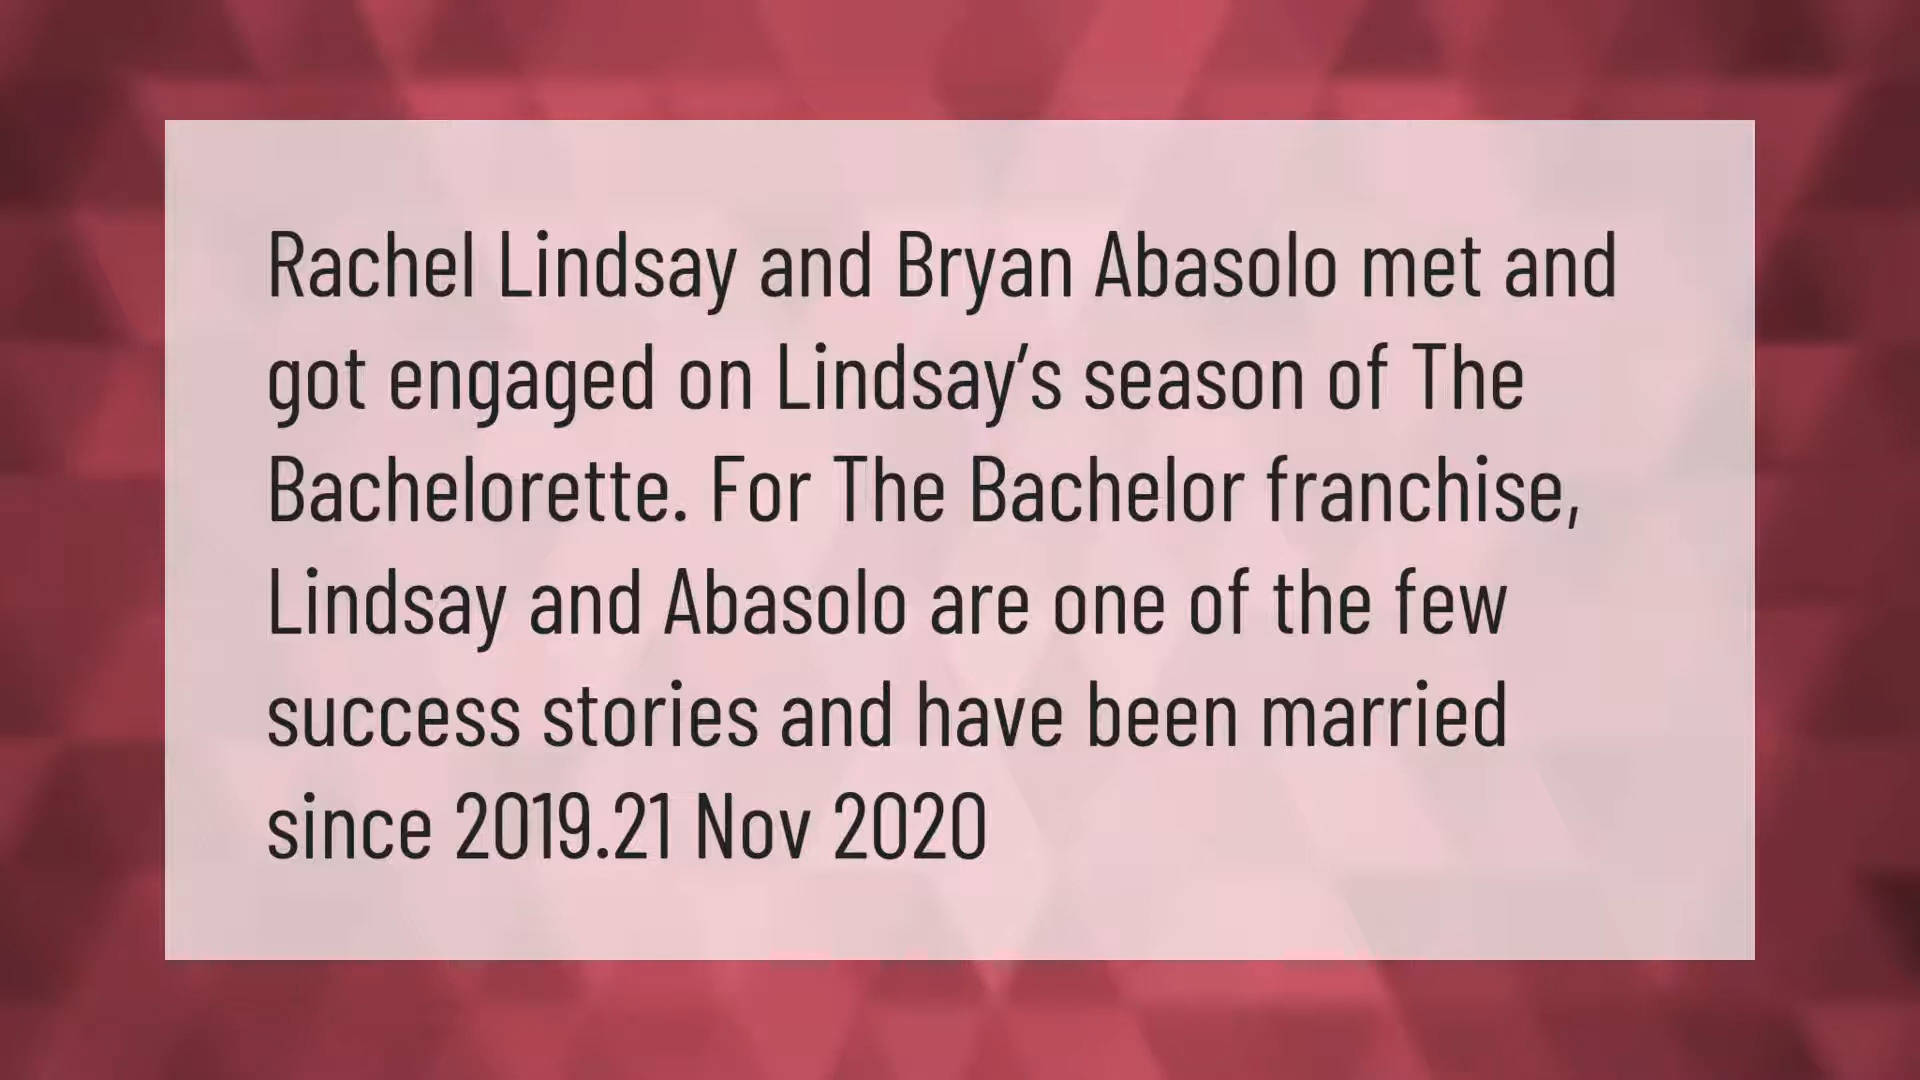 Rachel Lindsay and Bryan Abasolo met and
got engaged on Lindsay’s season of The
Bachelorette. For The Bachelor franchise,
Lindsay and Abasolo are one of the few
success stories and have been married
since 2019.21 Nov 2020